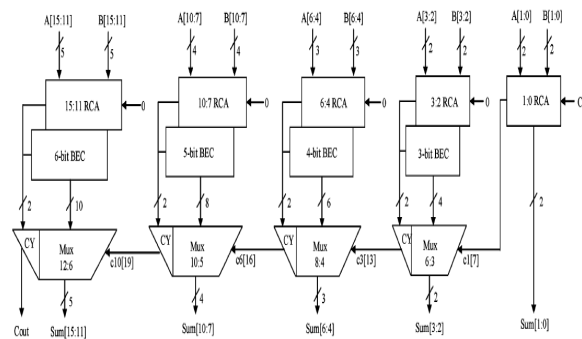 A[15:11] B[15:11] A[10:7] B[10:7] A[6:4] B[6:4] A[3:2] B[3:2] A[1:0] B[1:0]
5 5 4 4 3 3 2 2 2 2
15:11 RCA 0 10:7 RCA 0 6:4 RCA 0 3:2 RCA 0 1:0 RCA C
6-bit BEC 5-bit BEC 4-bit BEC 3-bit BEC
2 10 2 8 2 6 2 4 2
CY Mux CY Mux CY Mux CY Mux
12:6 c10[19] 10:5 c6[16] 8:4 c3[13] 6:3 c1[7]
5 4 3 2
Cout Sum[15:11] Sum[10:7] Sum[6:4] Sum[3:2] Sum[1:0]